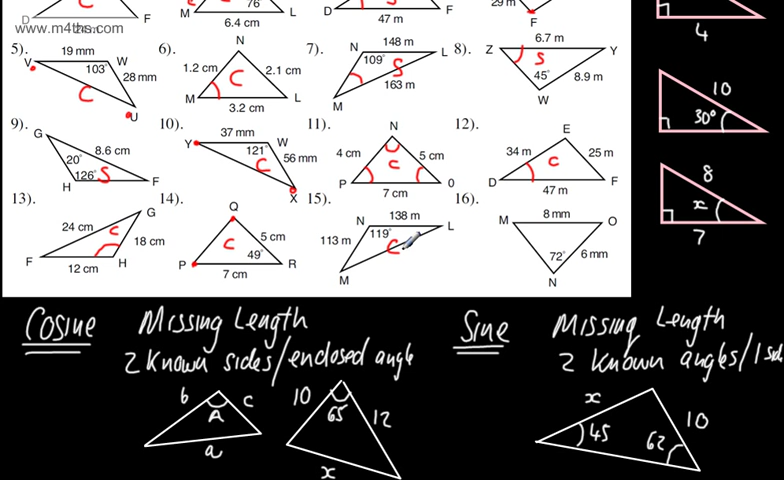 D C F
www.m4ths.com
M 76° L
6.4 cm
D S F
47 m
29 m
F
4
5). 19 mm V W 103° 28 mm C U
6). N 1.2 cm 2.1 cm C M L 3.2 cm
7). 148 m N L 109° S 163 m M
8). 6.7 m Z Y S 45° 8.9 m W
10
30°
9). G 8.6 cm 20° 126° S H F
10). 37 mm Y W 121° 56 mm C X
11). N 4 cm 5 cm C P O 7 cm
12). E 34 m 25 m C D F 47 m
8
x
7
13). G 24 cm C 18 cm F H 12 cm
14). Q C 5 cm 49° P R 7 cm
15). 138 m N L 113 m 119° C M
16). 8 mm M O 72° 6 mm N
Cosine Missing Length
2 Known sides/enclosed angle
b c
A
a
10
65 12
x
Sine Missing Length
2 Known angles/1 side
x
10
45 62